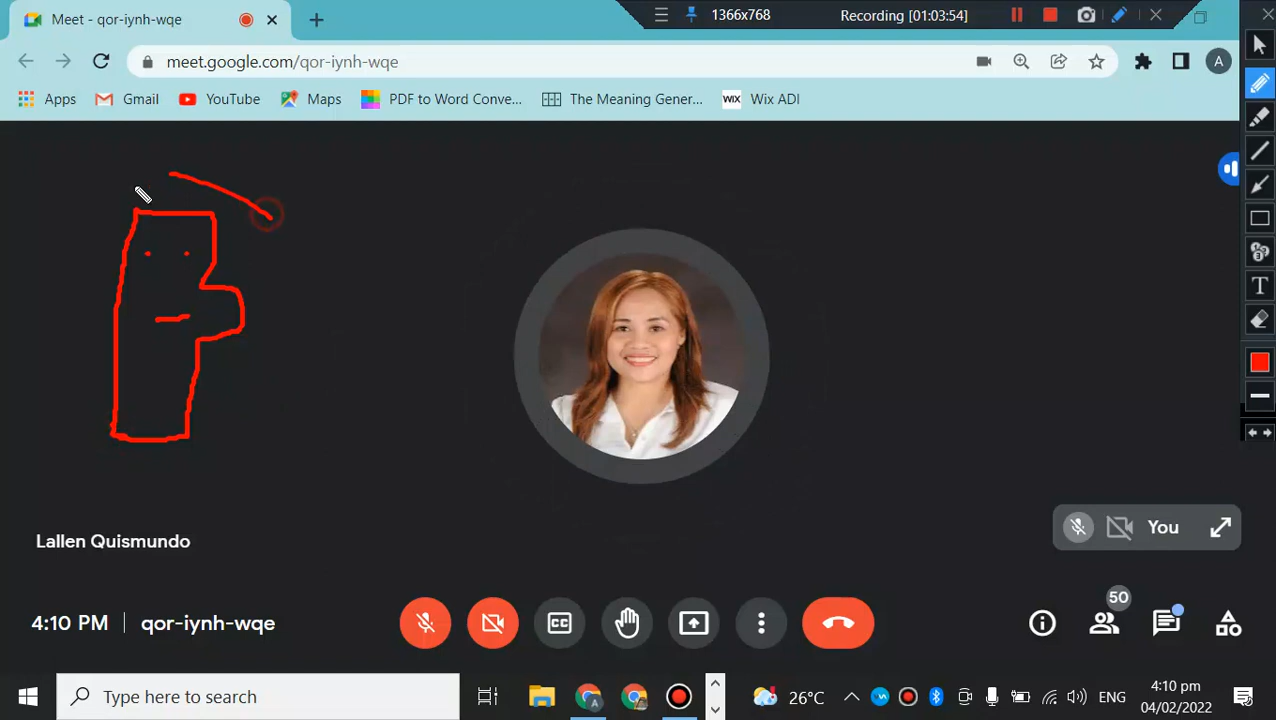 Meet - qor-iynh-wqe
1366x768
Recording [01:03:54]
meet.google.com/qor-iynh-wqe
A
Apps
Gmail
YouTube
Maps
PDF to Word Conve...
The Meaning Gener...
WIX
Wix ADI
T
Lallen Quismundo
You
4:10 PM
qor-iynh-wqe
CC
50
Type here to search
A
26°C
ENG
4:10 pm
04/02/2022